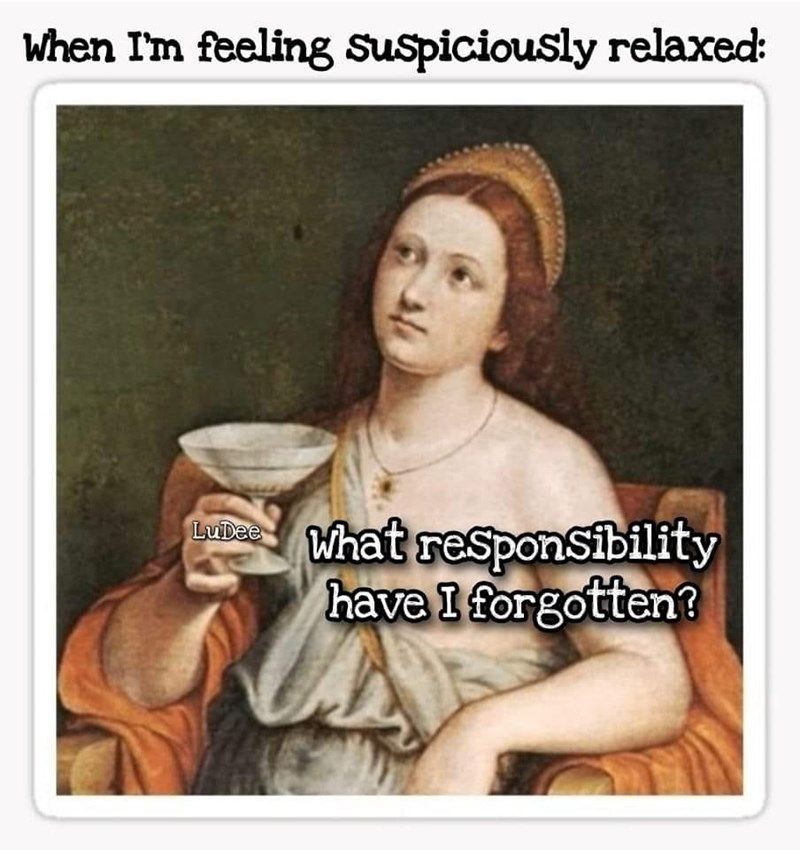 When I'm feeling suspiciously relaxed:
LuDee
What responsibility
have I forgotten?